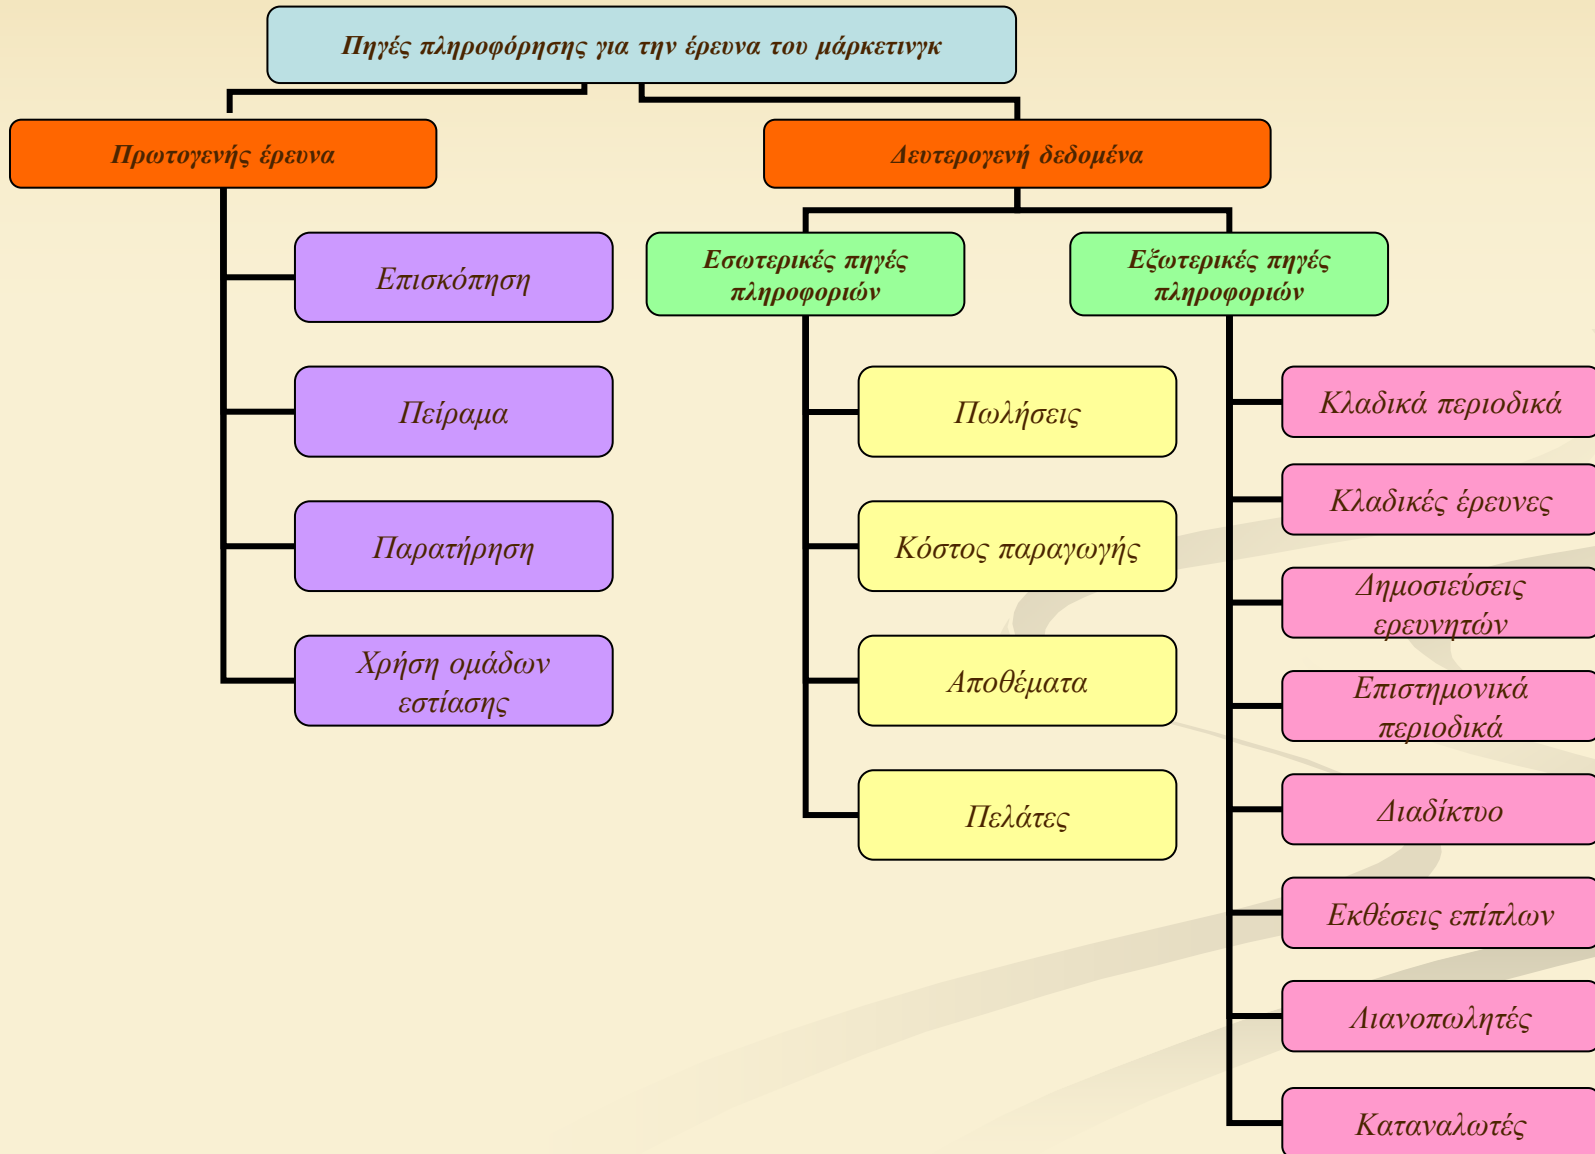 Πηγές πληροφόρησης για την έρευνα του μάρκετινγκ
Πρωτογενής έρευνα
Επισκόπηση
Πείραμα
Παρατήρηση
Χρήση ομάδων
εστίασης
Δευτερογενή δεδομένα
Εσωτερικές πηγές
πληροφοριών
Πωλήσεις
Κόστος παραγωγής
Αποθέματα
Πελάτες
Εξωτερικές πηγές
πληροφοριών
Κλαδικά περιοδικά
Κλαδικές έρευνες
Δημοσιεύσεις
ερευνητών
Επιστημονικά
περιοδικά
Διαδίκτυο
Εκθέσεις επίπλων
Λιανοπωλητές
Καταναλωτές